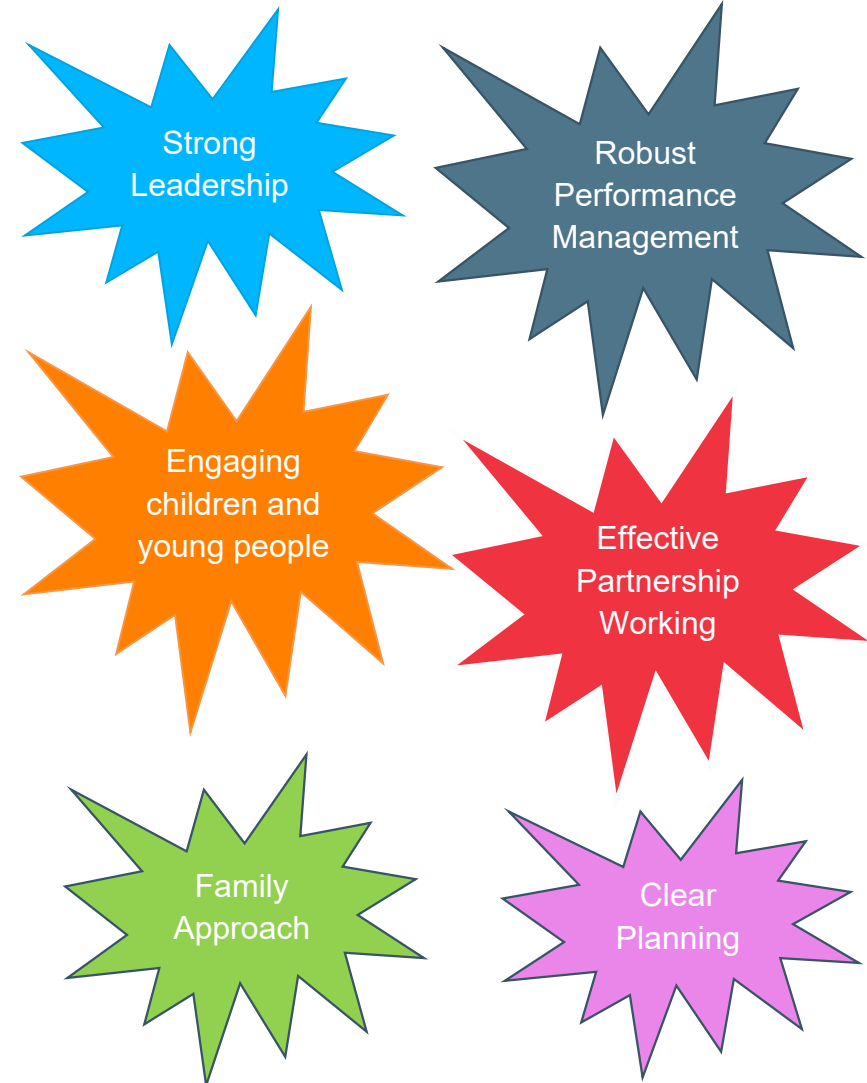 Strong
Leadership
Robust
Performance
Management
Engaging
children and
young people
Effective
Partnership
Working
Family
Approach
Clear
Planning